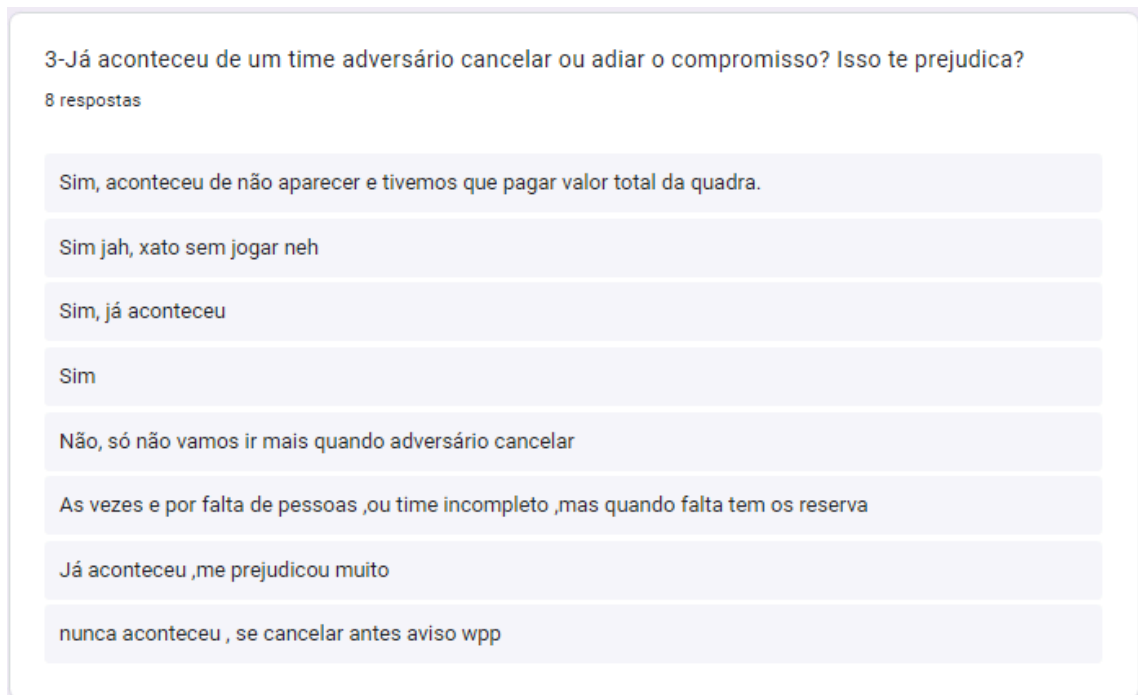 3-Já aconteceu de um time adversário cancelar ou adiar o compromisso? Isso te prejudica?
8 respostas
Sim, aconteceu de não aparecer e tivemos que pagar valor total da quadra.
Sim jah, xato sem jogar neh
Sim, já aconteceu
Sim
Não, só não vamos ir mais quando adversário cancelar
As vezes e por falta de pessoas ,ou time incompleto ,mas quando falta tem os reserva
Já aconteceu ,me prejudicou muito
nunca aconteceu , se cancelar antes aviso wpp